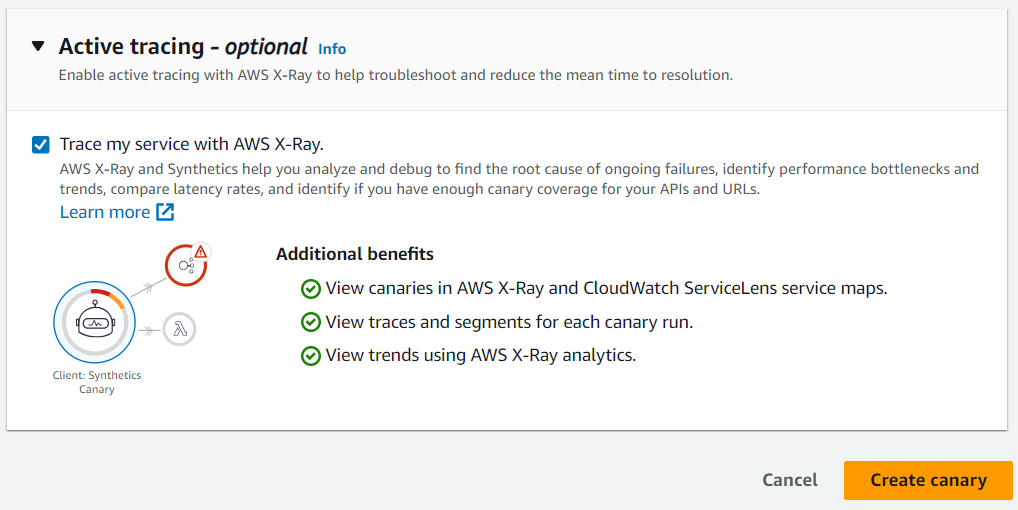 Active tracing - optional Info
Enable active tracing with AWS X-Ray to help troubleshoot and reduce the mean time to resolution.
Trace my service with AWS X-Ray.
AWS X-Ray and Synthetics help you analyze and debug to find the root cause of ongoing failures, identify performance bottlenecks and
trends, compare latency rates, and identify if you have enough canary coverage for your APIs and URLs.
Learn more
Client: Synthetics
Canary
Additional benefits
View canaries in AWS X-Ray and CloudWatch ServiceLens service maps.
View traces and segments for each canary run.
View trends using AWS X-Ray analytics.
Cancel
Create canary